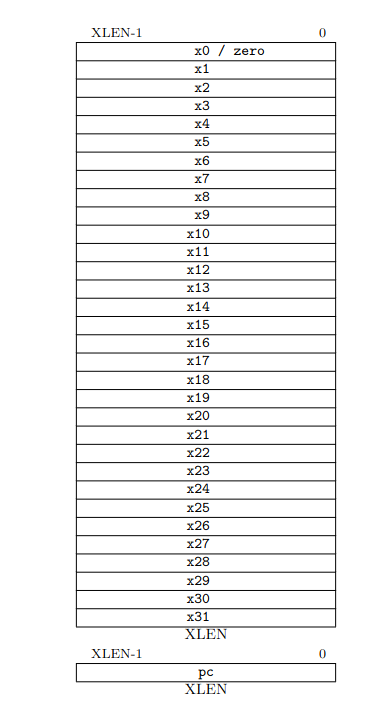 XLEN-1 0
x0 / zero
x1
x2
x3
x4
x5
x6
x7
x8
x9
x10
x11
x12
x13
x14
x15
x16
x17
x18
x19
x20
x21
x22
x23
x24
x25
x26
x27
x28
x29
x30
x31
XLEN
XLEN-1 0
pc
XLEN